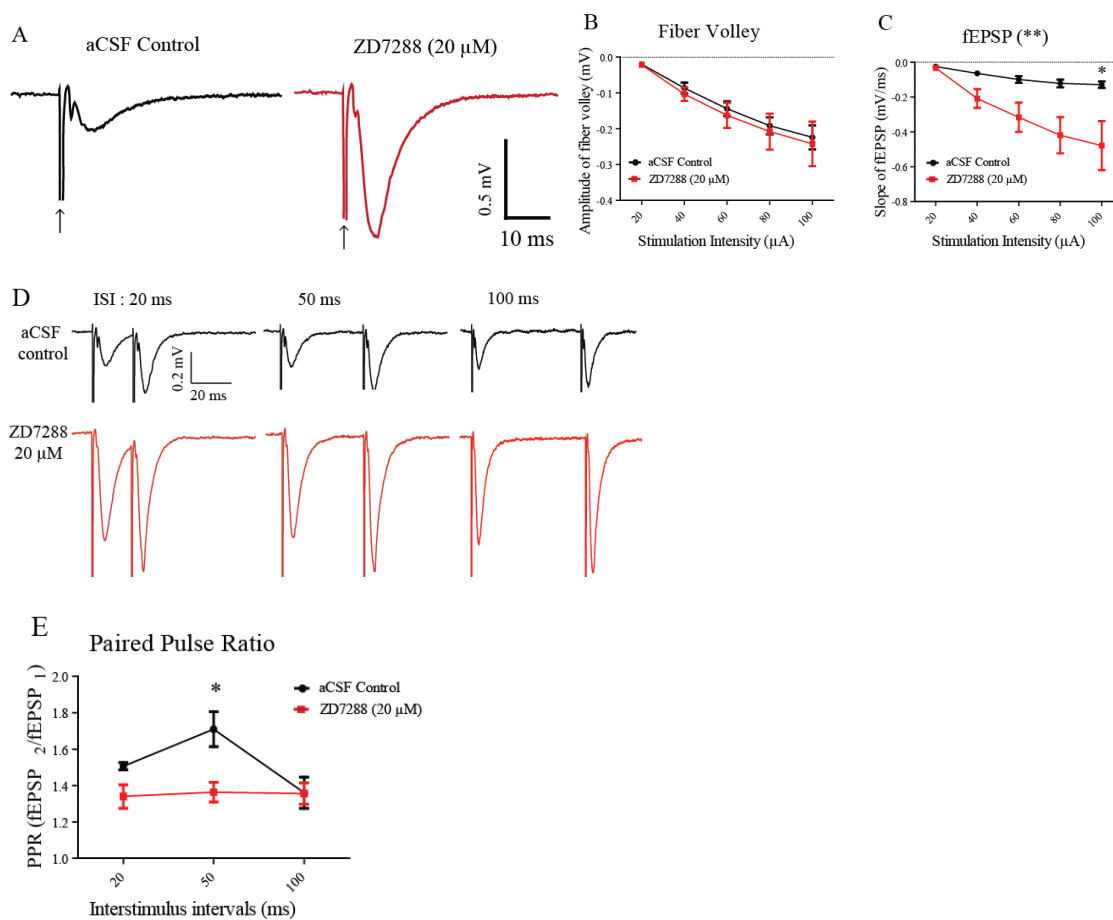 A
aCSF Control
ZD7288 (20 µM)
↑
↑
0.5 mV
10 ms
B
Fiber Volley
Amplitude of fiber volley (mV)
0.0
-0.1
-0.2
-0.3
-0.4
aCSF Control
ZD7288 (20 µM)
20
40
60
80
100
Stimulation Intensity (µA)
C
fEPSP (**)
Slope of fEPSP (mV/ms)
0.0
-0.2
-0.4
-0.6
-0.8
*
aCSF Control
ZD7288 (20 µM)
20
40
60
80
100
Stimulation Intensity (µA)
D
ISI : 20 ms
50 ms
100 ms
aCSF
control
0.2 mV
20 ms
ZD7288
20 µM
E
Paired Pulse Ratio
PPR (fEPSP 2/fEPSP 1)
2.0
1.8
1.6
1.4
1.2
1.0
*
aCSF Control
ZD7288 (20 µM)
20
50
100
Interstimulus intervals (ms)